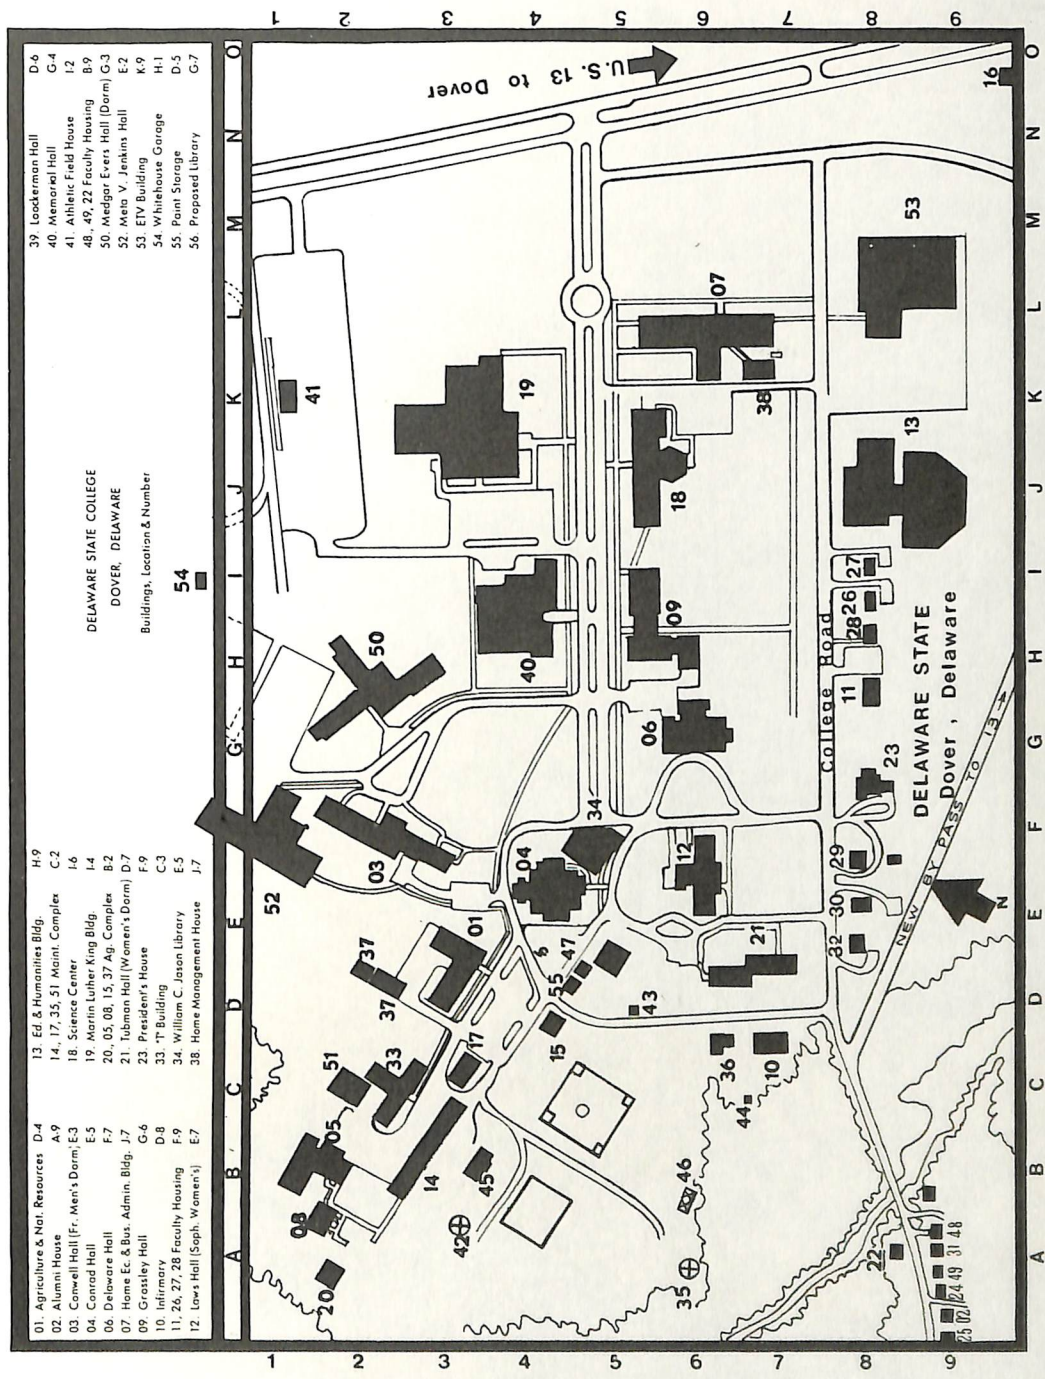 DELAWARE STATE COLLEGE
DOVER, DELAWARE
Buildings, Location & Number
01. Agriculture & Nat. Resources D-4
02. Alumni House A-9
03. Conwell Hall (Fr. Men's Dorm) E-3
04. Conrad Hall E-5
06. Delaware Hall F-7
07. Home Ec. & Bus. Admin. Bldg. J-7
09. Grossley Hall G-6
10. Infirmary D-8
11, 26, 27, 28 Faculty Housing F-9
12. Laws Hall (Soph. Women's) E-7
13. Ed. & Humanities Bldg. H-9
14., 17, 35, 51 Maint. Complex C-2
18. Science Center I-6
19. Martin Luther King Bldg. I-4
20, 05, 08, 15, 37 Ag. Complex B-2
21. Tubman Hall (Women's Dorm) D-7
23. President's House F-9
33. "T" Building C-3
34. William C. Jason Library E-5
38. Home Management House J-7
39. Loockerman Hall D-6
40. Memorial Hall G-4
41. Athletic Field House I-2
48., 49, 22 Faculty Housing B-9
50. Medgar Evers Hall (Dorm) G-3
52. Meta V. Jenkins Hall E-2
53. ETV Building K-9
54. Whitehouse Garage H-1
55. Paint Storage D-5
56. Proposed Library G-7
1 2 3 4 5 6 7 8 9
A B C D E F G H I J K L M N O
54
52
50
41
03
37
37
51
33
05
08
20
01
17
14
45
42
04
34
47
55
15
43
40
19
U.S. 13 to Dover
06
09
18
07
38
12
21
36
10
44
46
35
College Road
32
30
29
23
11
28
26
27
13
53
16
DELAWARE STATE
Dover, Delaware
NEW BY PASS TO 13
N
22
25 02 24 49 31 48
A B C D E F G H I J K L M N O
1 2 3 4 5 6 7 8 9